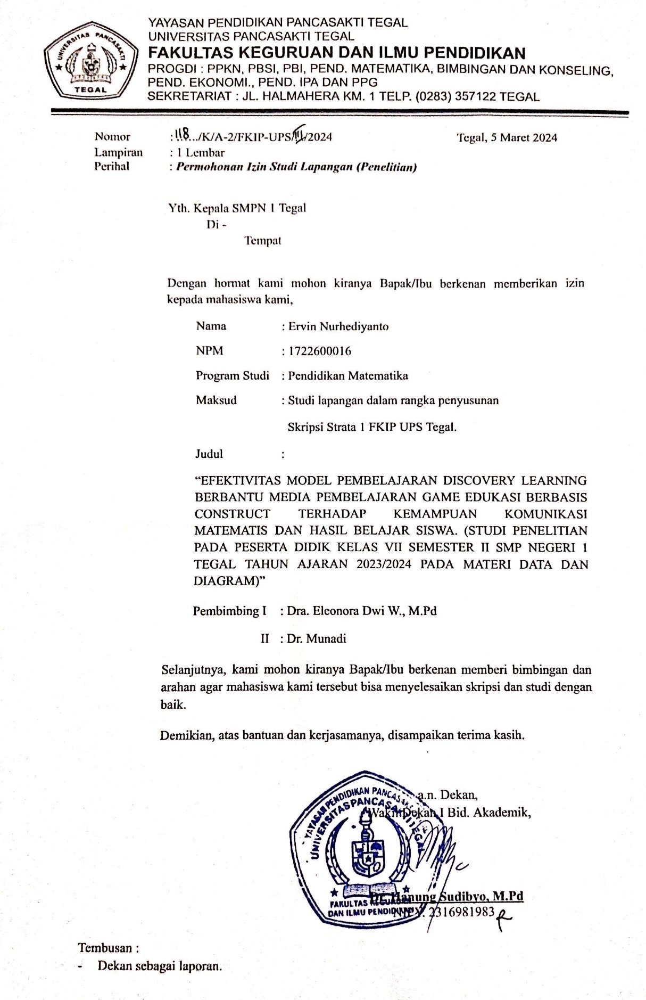 YAYASAN PENDIDIKAN PANCASAKTI TEGAL
UNIVERSITAS PANCASAKTI TEGAL
FAKULTAS KEGURUAN DAN ILMU PENDIDIKAN
PROGDI : PPKN, PBSI, PBI, PEND. MATEMATIKA, BIMBINGAN DAN KONSELING,
PEND. EKONOMI., PEND. IPA DAN PPG
SEKRETARIAT : JL. HALMAHERA KM. 1 TELP. (0283) 357122 TEGAL
UNIVERSITAS PANCASAKTI
TEGAL
Nomor : 118.../K/A-2/FKIP-UPS/III/2024 Tegal, 5 Maret 2024
Lampiran : 1 Lembar
Perihal : Permohonan Izin Studi Lapangan (Penelitian)
Yth. Kepala SMPN 1 Tegal
Di -
Tempat
Dengan hormat kami mohon kiranya Bapak/Ibu berkenan memberikan izin
kepada mahasiswa kami,
Nama : Ervin Nurhediyanto
NPM : 1722600016
Program Studi : Pendidikan Matematika
Maksud : Studi lapangan dalam rangka penyusunan
Skripsi Strata 1 FKIP UPS Tegal.
Judul :
“EFEKTIVITAS MODEL PEMBELAJARAN DISCOVERY LEARNING
BERBANTU MEDIA PEMBELAJARAN GAME EDUKASI BERBASIS
CONSTRUCT TERHADAP KEMAMPUAN KOMUNIKASI
MATEMATIS DAN HASIL BELAJAR SISWA. (STUDI PENELITIAN
PADA PESERTA DIDIK KELAS VII SEMESTER II SMP NEGERI 1
TEGAL TAHUN AJARAN 2023/2024 PADA MATERI DATA DAN
DIAGRAM)”
Pembimbing I : Dra. Eleonora Dwi W., M.Pd
II : Dr. Munadi
Selanjutnya, kami mohon kiranya Bapak/Ibu berkenan memberi bimbingan dan
arahan agar mahasiswa kami tersebut bisa menyelesaikan skripsi dan studi dengan
baik.
Demikian, atas bantuan dan kerjasamanya, disampaikan terima kasih.
a.n. Dekan,
Wakil Dekan I Bid. Akademik,
YAYASAN PENDIDIKAN PANCASAKTI
UNIVERSITAS PANCASAKTI TEGAL
FAKULTAS KEGURUAN
DAN ILMU PENDIDIKAN
Dr. Hanung Sudibyo, M.Pd
NIPY. 2316981983
Tembusan :
- Dekan sebagai laporan.